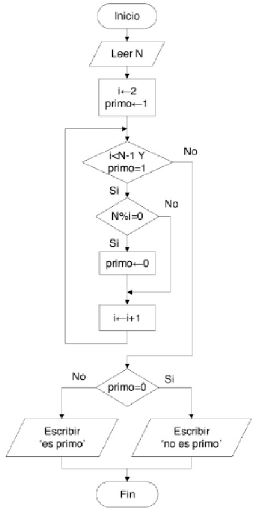 Inicio
Leer N
i←2
primo←1
i<N-1 Y
primo=1
No
Si
N%i=0
No
Si
primo←0
i←i+1
primo=0
No
Si
Escribir
'es primo'
Escribir
'no es primo'
Fin